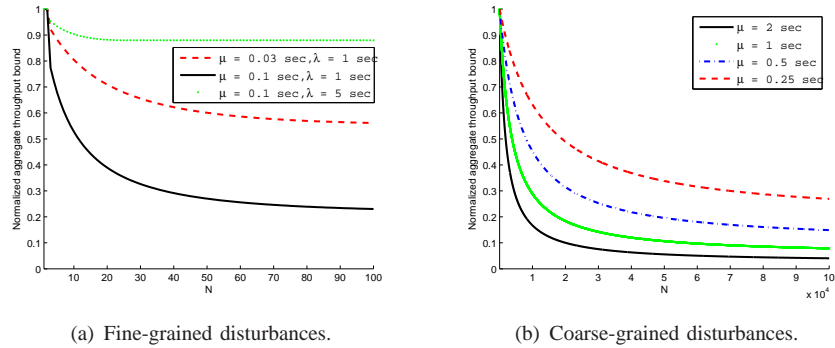 Normalized aggregate throughput bound
1
0.9
0.8
0.7
0.6
0.5
0.4
0.3
0.2
0.1
0
10 20 30 40 50 60 70 80 90 100
N
μ = 0.03 sec,λ = 1 sec
μ = 0.1 sec,λ = 1 sec
μ = 0.1 sec,λ = 5 sec
(a) Fine-grained disturbances.
Normalized aggregate throughput bound
1
0.9
0.8
0.7
0.6
0.5
0.4
0.3
0.2
0.1
0
0 1 2 3 4 5 6 7 8 9 10
N
x 10⁴
μ = 2 sec
μ = 1 sec
μ = 0.5 sec
μ = 0.25 sec
(b) Coarse-grained disturbances.